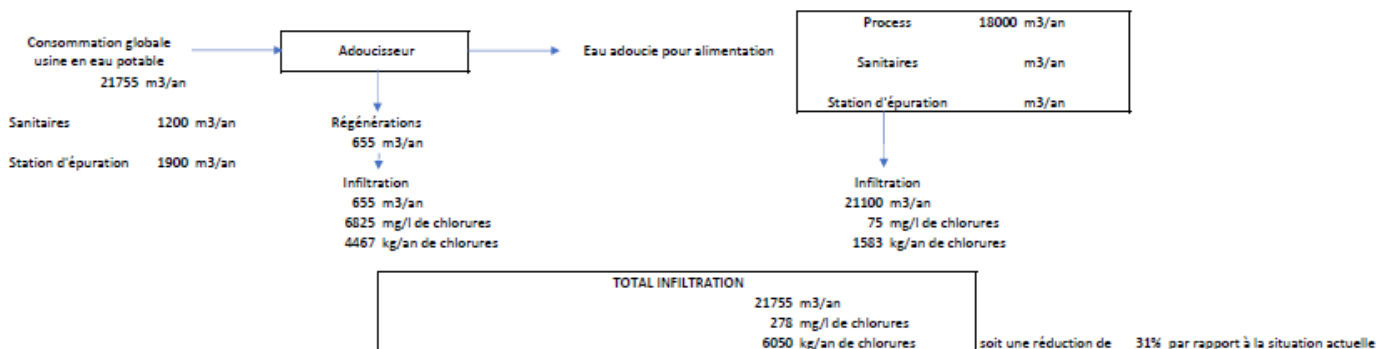 Consommation globale
usine en eau potable
21755 m3/an
Adoucisseur
Eau adoucie pour alimentation
Process 18000 m3/an
Sanitaires m3/an
Station d'épuration m3/an
Sanitaires 1200 m3/an
Station d'épuration 1900 m3/an
Régénérations
655 m3/an
Infiltration
655 m3/an
6825 mg/l de chlorures
4467 kg/an de chlorures
Infiltration
21100 m3/an
75 mg/l de chlorures
1583 kg/an de chlorures
TOTAL INFILTRATION
21755 m3/an
278 mg/l de chlorures
6050 kg/an de chlorures soit une réduction de 31% par rapport à la situation actuelle